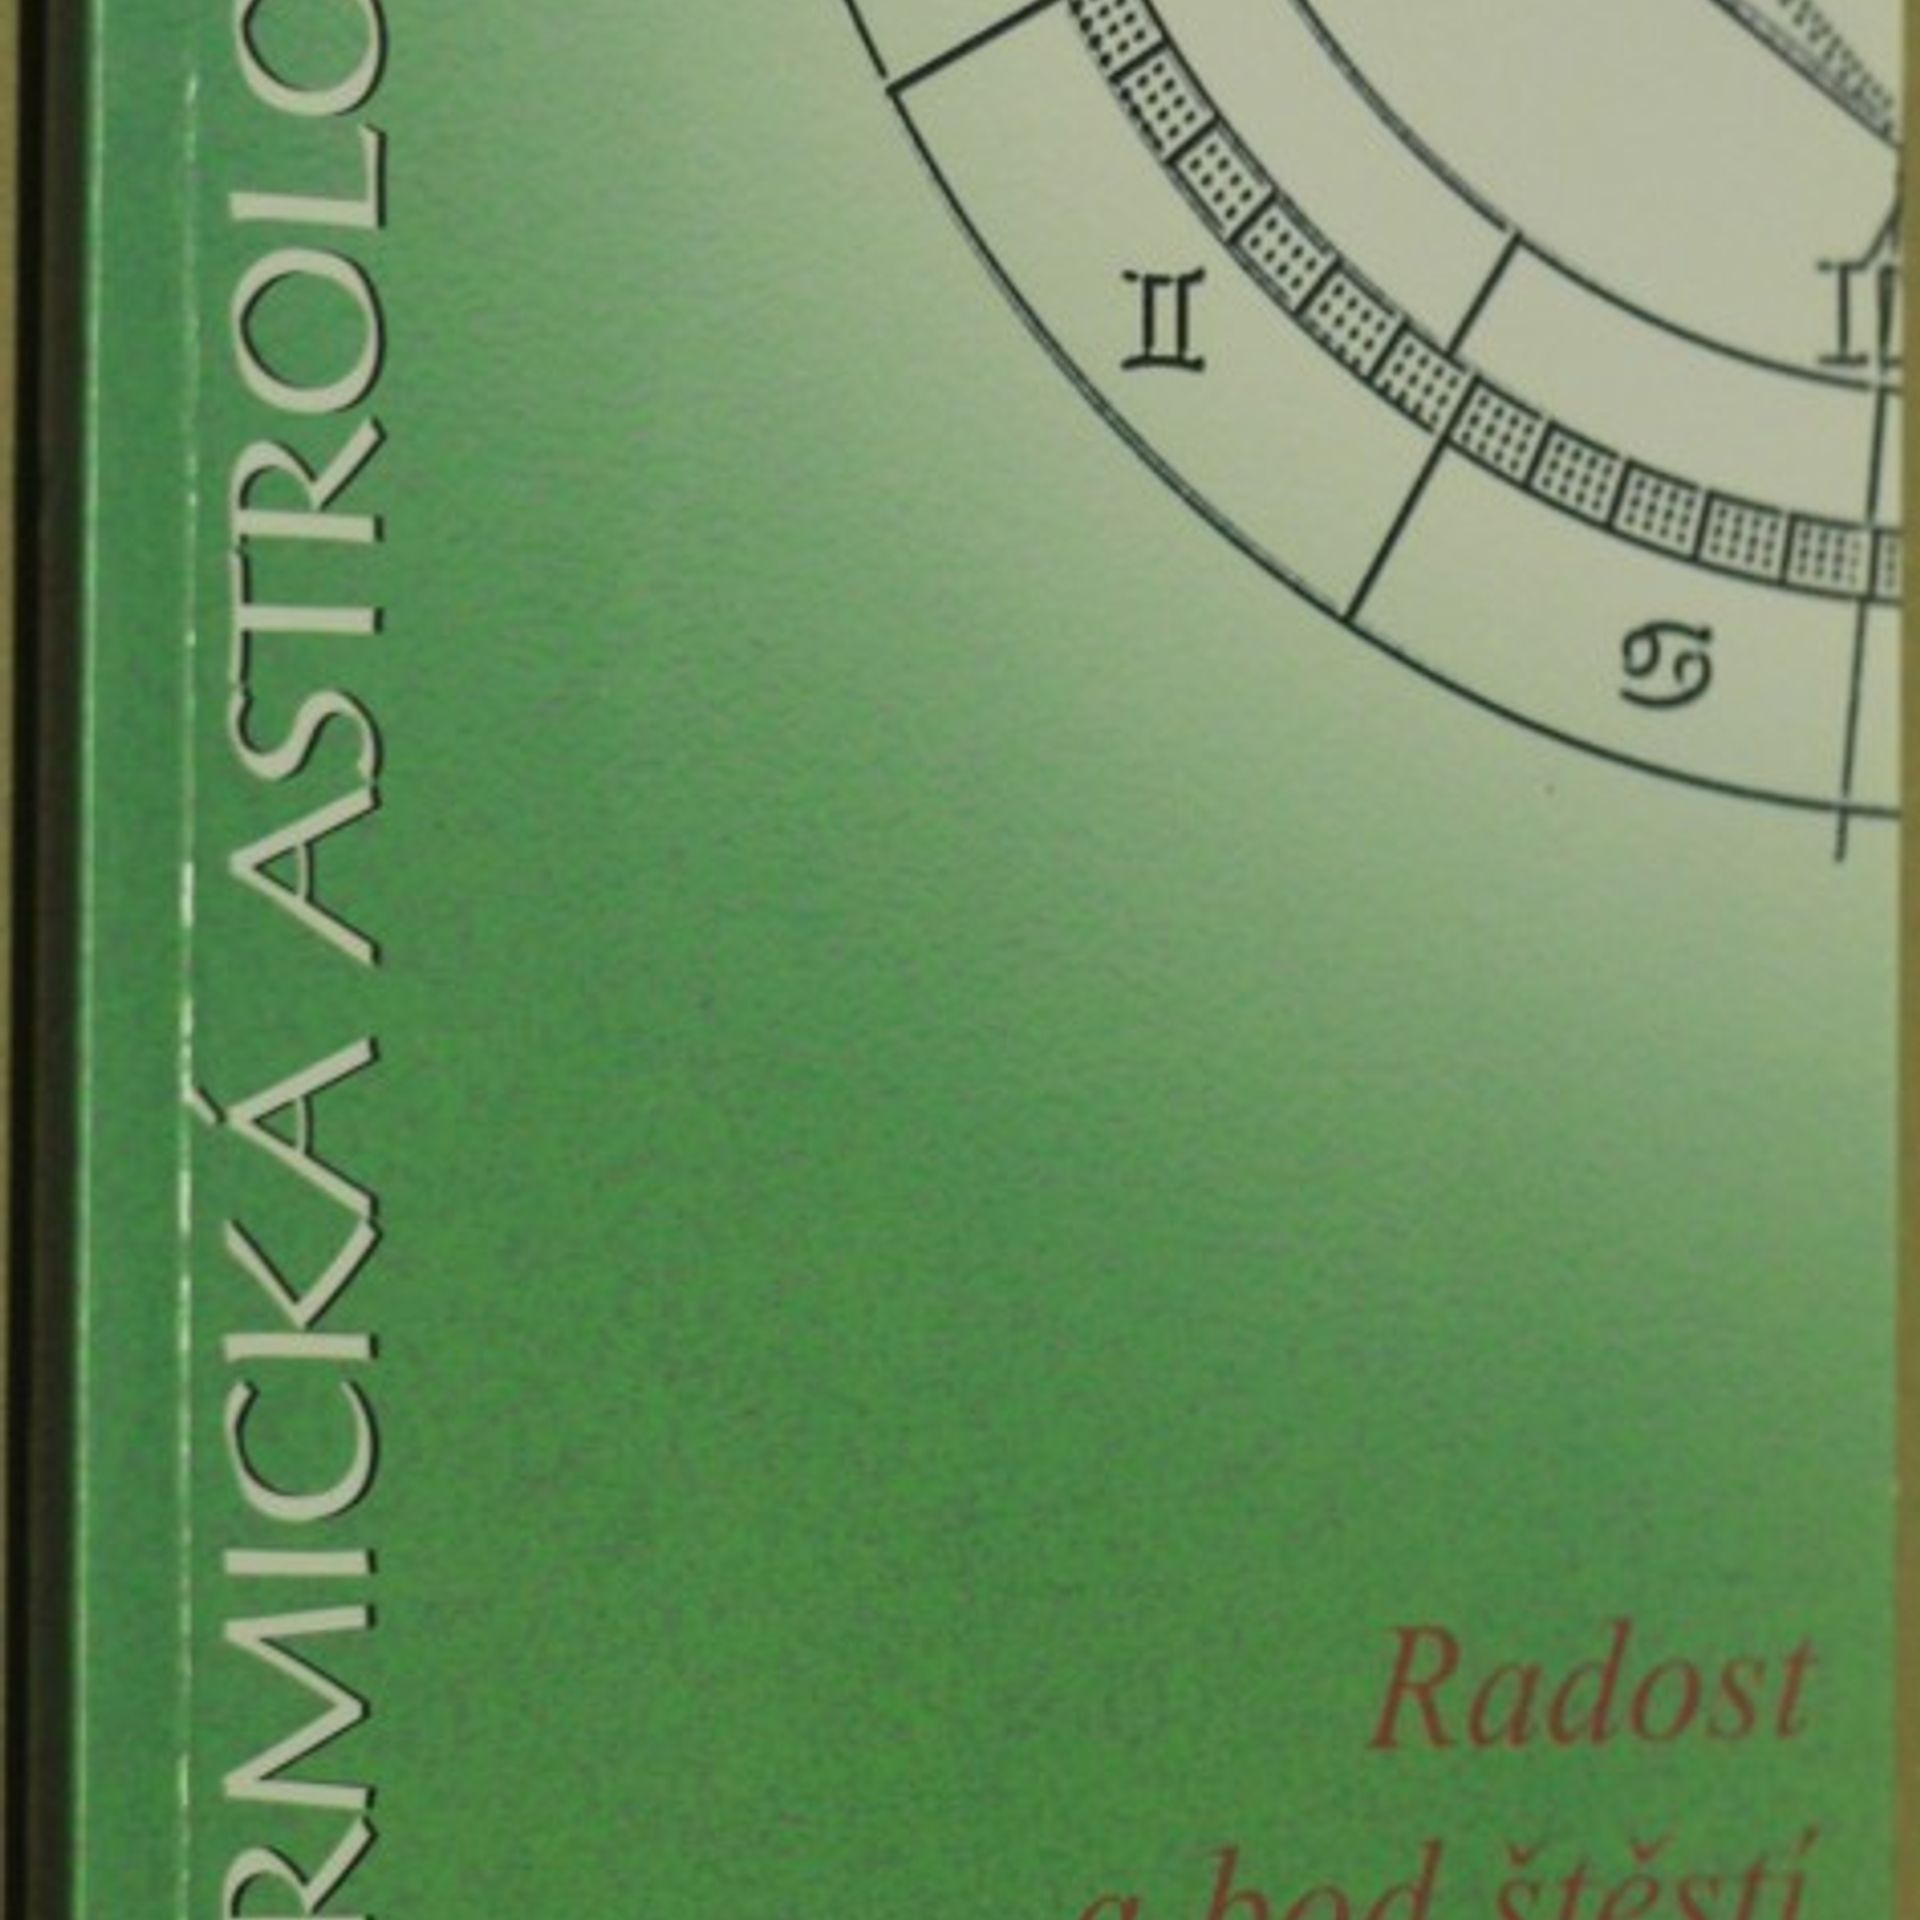 RMICKÁ ASTROLO
Radost
a bod štěstí